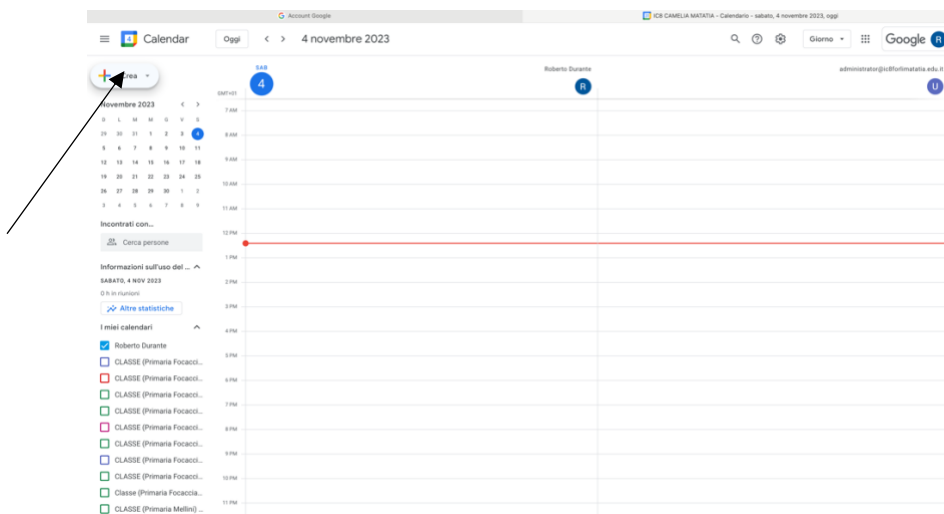 Account Google
IC8 CAMELIA MATATIA - Calendario - sabato, 4 novembre 2023, oggi
4 Calendar Oggi 4 novembre 2023 Giorno Google R
Crea
SAB
4
Roberto Durante
R
administrator@ic8forlimatatia.edu.it
U
GMT+01
Novembre 2023
D L M M G V S
29 30 31 1 2 3 4
5 6 7 8 9 10 11
12 13 14 15 16 17 18
19 20 21 22 23 24 25
26 27 28 29 30 1 2
3 4 5 6 7 8 9
Incontrati con...
Cerca persone
Informazioni sull'uso del ...
SABATO, 4 NOV 2023
0 h in riunioni
Altre statistiche
I miei calendari
Roberto Durante
CLASSE (Primaria Focacci...
CLASSE (Primaria Focacci...
CLASSE (Primaria Focacci...
CLASSE (Primaria Focacci...
CLASSE (Primaria Focacci...
CLASSE (Primaria Focacci...
CLASSE (Primaria Focacci...
CLASSE (Primaria Focacci...
Classe (Primaria Focaccia...
CLASSE (Primaria Mellini) ...
7 AM
8 AM
9 AM
10 AM
11 AM
12 PM
1 PM
2 PM
3 PM
4 PM
5 PM
6 PM
7 PM
8 PM
9 PM
10 PM
11 PM